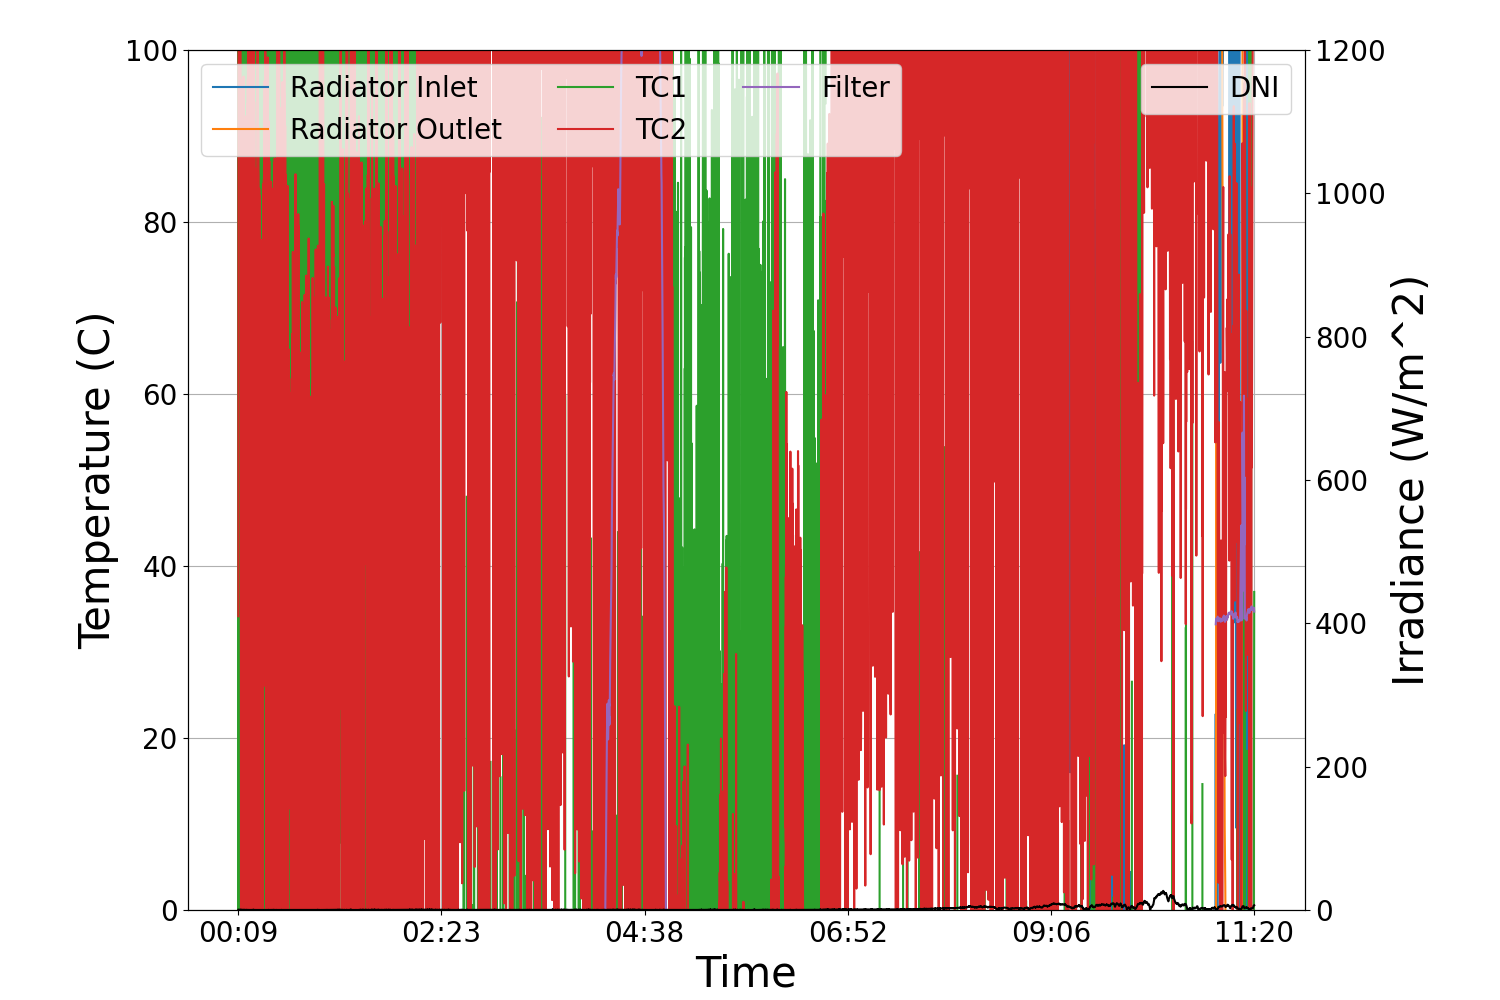 100
80
60
40
20
0
Temperature (C)
Radiator Inlet
Radiator Outlet
TC1
TC2
Filter
DNI
1200
1000
800
600
400
200
0
Irradiance (W/m^2)
00:09
02:23
04:38
06:52
09:06
11:20
Time